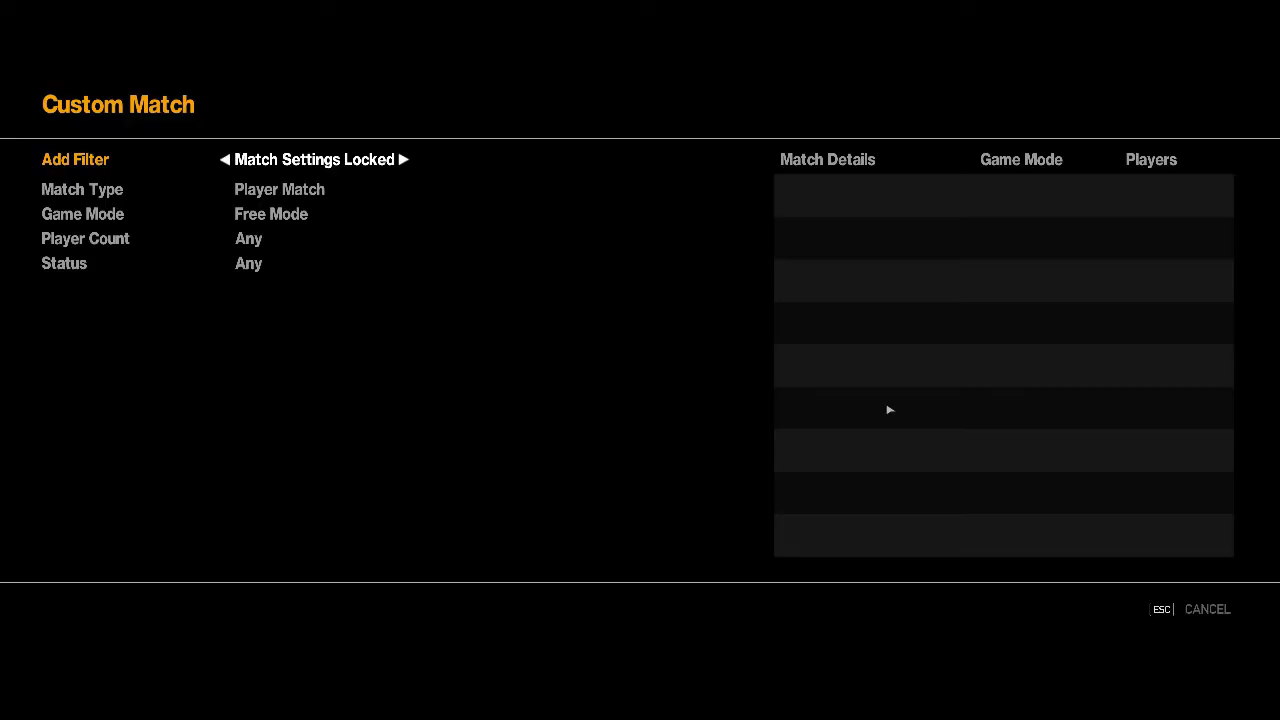 Custom Match
Add Filter Match Settings Locked
Match Type Player Match
Game Mode Free Mode
Player Count Any
Status Any
Match Details Game Mode Players
ESC CANCEL